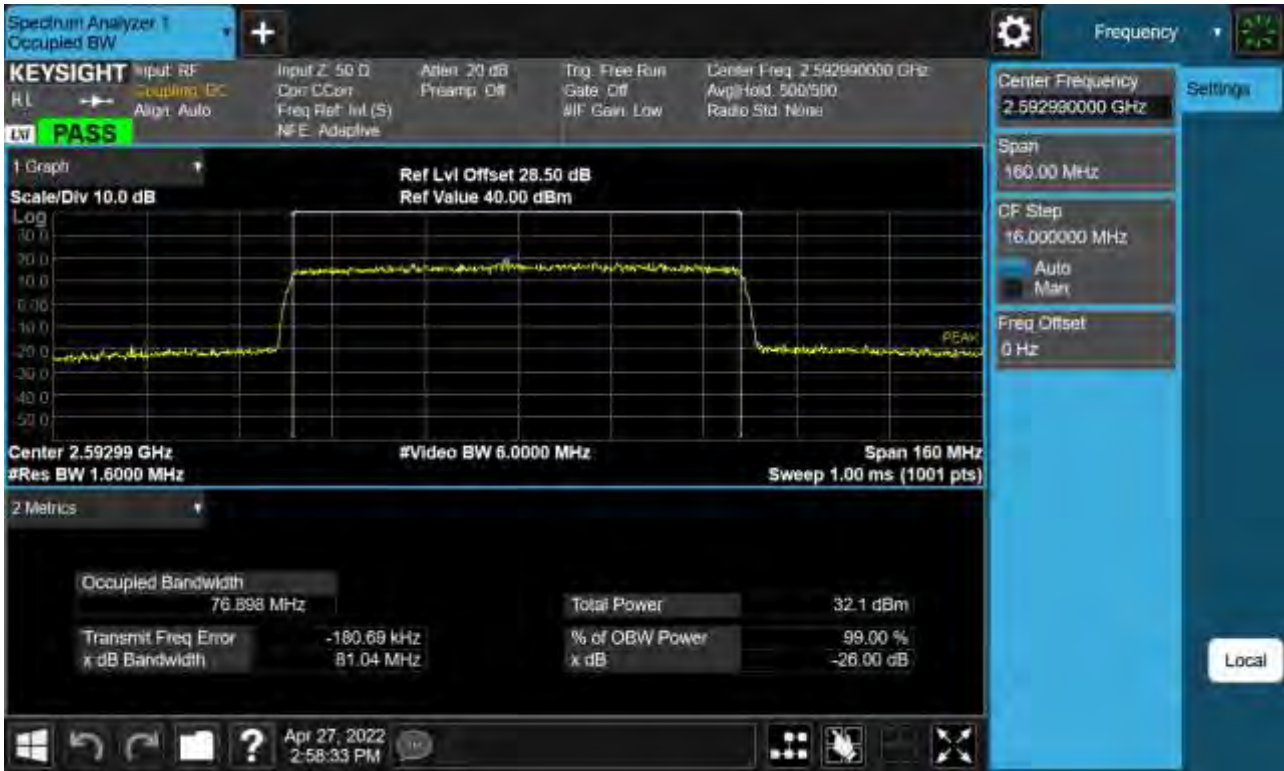 Spectrum Analyzer 1
Occupied BW
+
Frequency
KEYSIGHT
Input: RF
Coupling: DC
Align: Auto
Input Z: 50 Ω
Corr CCorr
Freq Ref: Int (S)
NFE: Adaptive
Atten: 20 dB
Preamp: Off
Trig: Free Run
Gate: Off
#IF Gain: Low
Center Freq: 2.592990000 GHz
Avg|Hold: 500/500
Radio Std: None
RL
LXI
PASS
Center Frequency
2.592990000 GHz
Settings
Span
160.00 MHz
CF Step
16.000000 MHz
Auto
Man
Freq Offset
0 Hz
1 Graph
Scale/Div 10.0 dB
Ref Lvl Offset 28.50 dB
Ref Value 40.00 dBm
Log
30.0
20.0
10.0
0.00
-10.0
-20.0
-30.0
-40.0
-50.0
PEAK
Center 2.59299 GHz
#Video BW 6.0000 MHz
Span 160 MHz
#Res BW 1.6000 MHz
Sweep 1.00 ms (1001 pts)
2 Metrics
Occupied Bandwidth
76.898 MHz
Total Power 32.1 dBm
Transmit Freq Error -180.69 kHz
% of OBW Power 99.00 %
x dB Bandwidth 81.04 MHz
x dB -26.00 dB
Local
?
Apr 27, 2022
2:58:33 PM